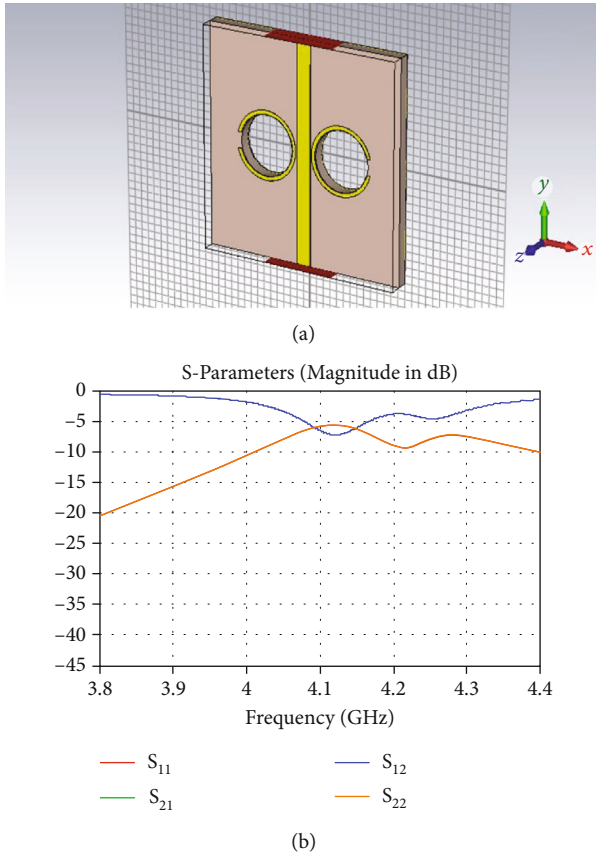 y
z
x
(a)
S-Parameters (Magnitude in dB)
0
−5
−10
−15
−20
−25
−30
−35
−40
−45
3.8 3.9 4 4.1 4.2 4.3 4.4
Frequency (GHz)
S11 S12
S21 S22
(b)